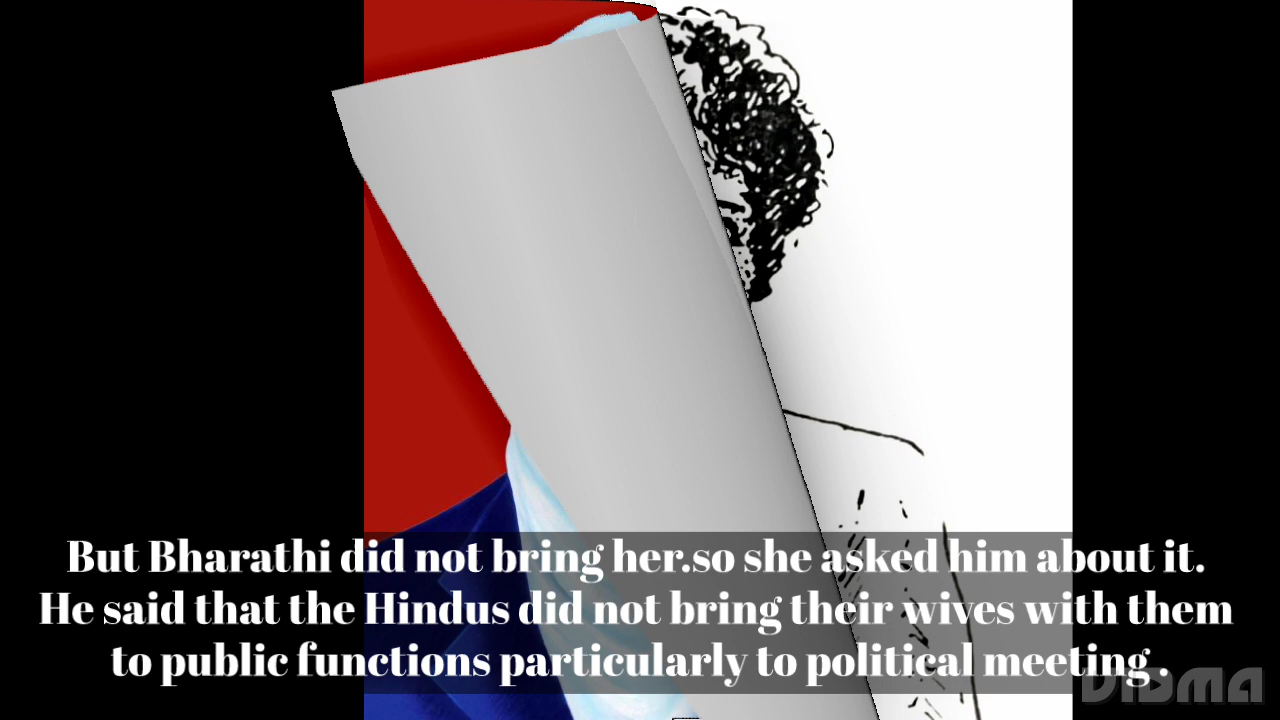 But Bharathi did not bring her.so she asked him about it.
He said that the Hindus did not bring their wives with them
to public functions particularly to political meeting .
VIDMA